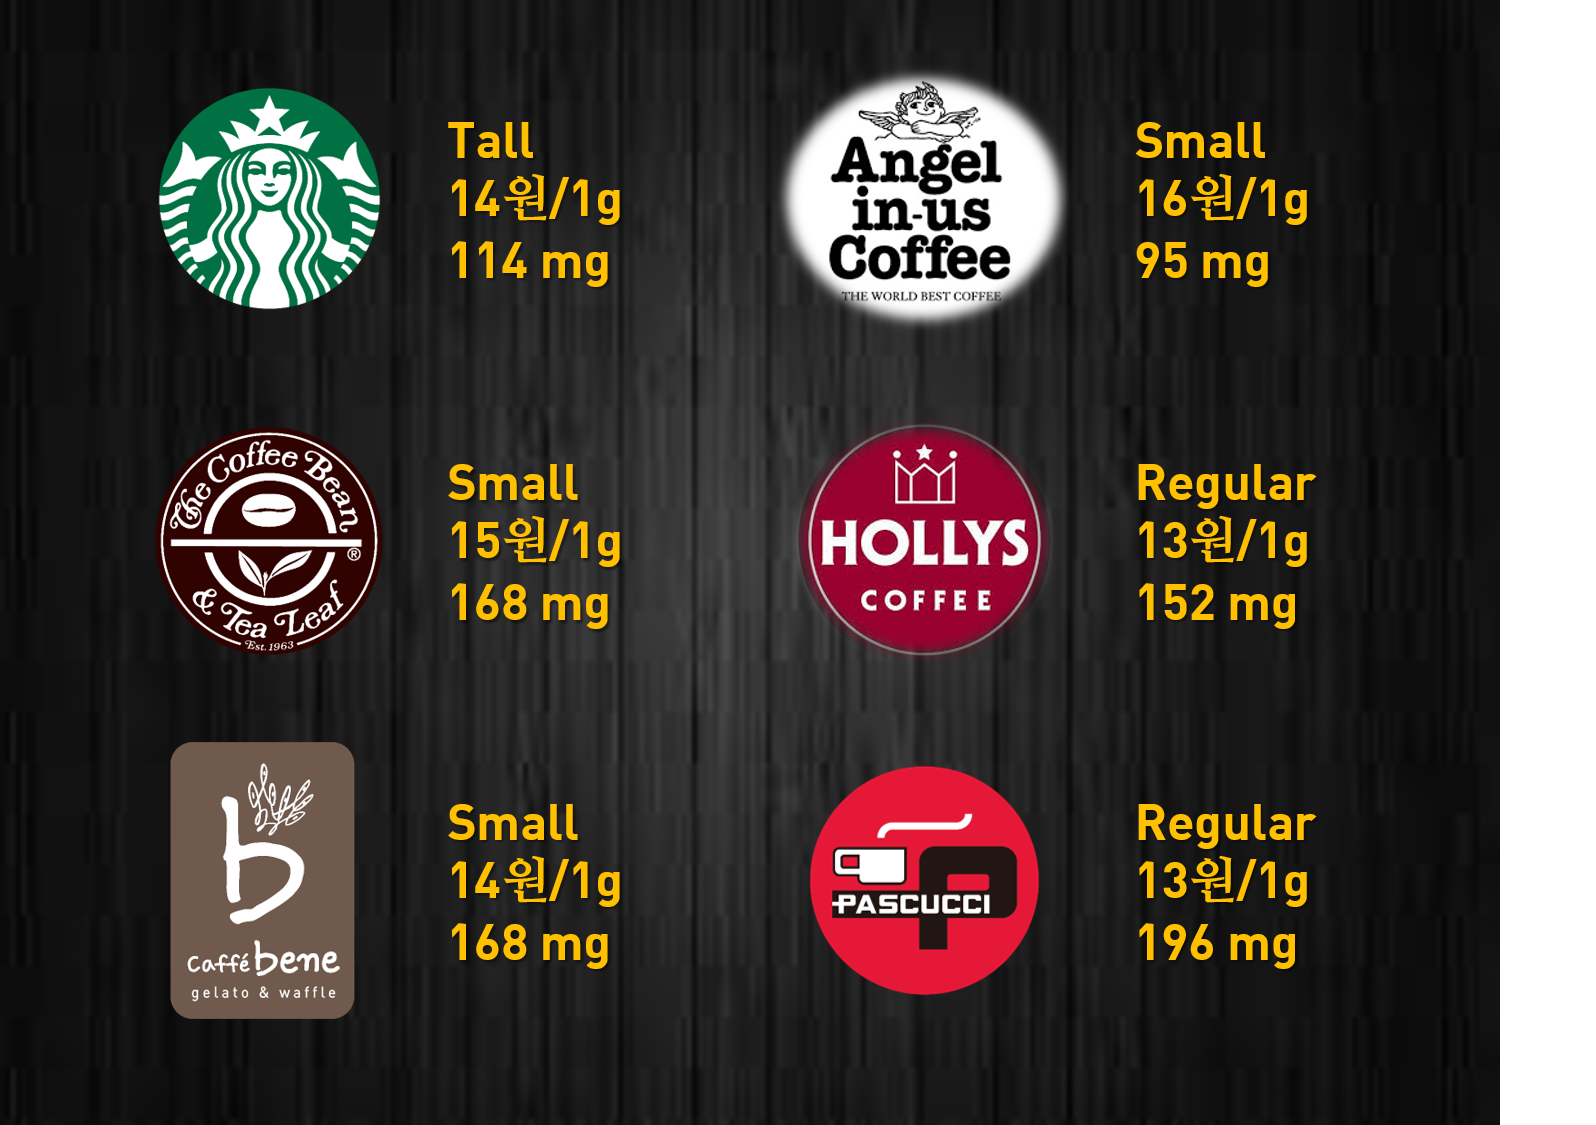 Tall
14원/1g
114 mg
Angel
in-us
Coffee
THE WORLD BEST COFFEE
Small
16원/1g
95 mg
The Coffee Bean
& Tea Leaf
®
Est. 1963
Small
15원/1g
168 mg
HOLLYS
COFFEE
Regular
13원/1g
152 mg
b
Caffé bene
gelato & waffle
Small
14원/1g
168 mg
PASCUCCI
Regular
13원/1g
196 mg